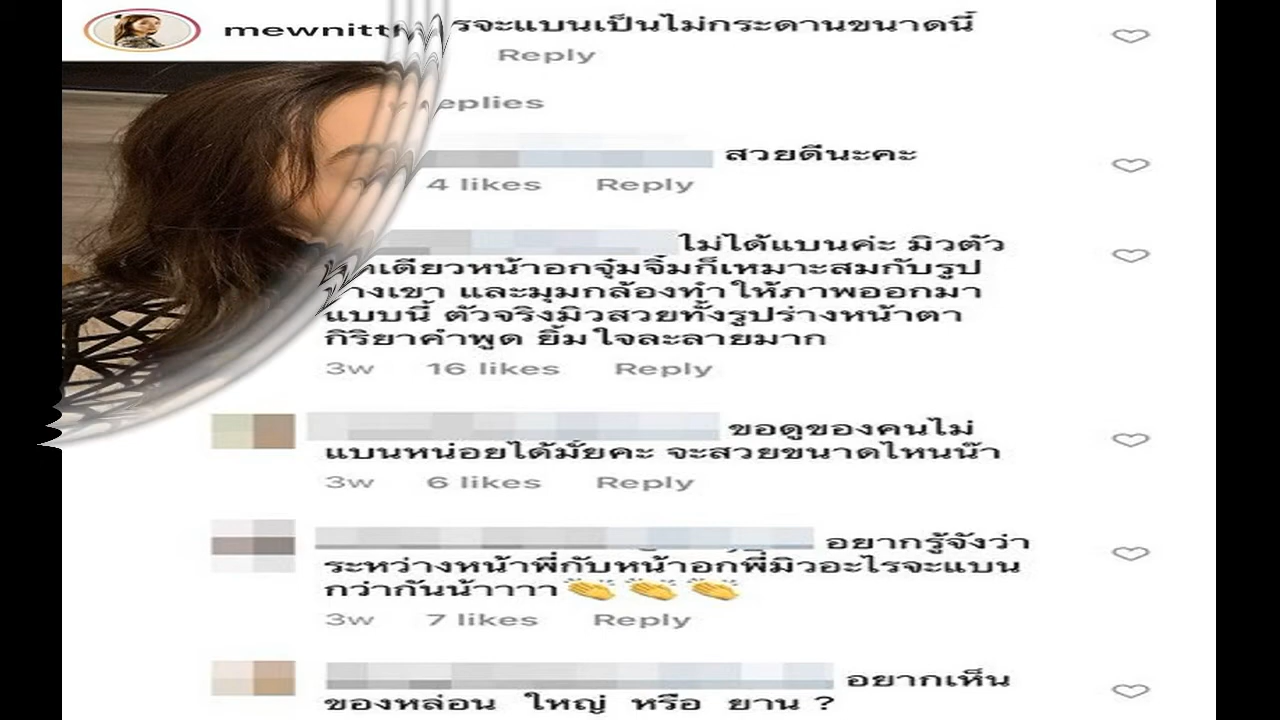 mewnitt
รจะแบนเป็นไม่กระดานขนาดนี้
Reply
eplies
สวยดีนะคะ
4 likes Reply
ไม่ได้แบนค่ะ มิวตัว
เดียวหน้าอกจุ๋มจิ๋มก็เหมาะสมกับรูป
างเขา และมุมกล้องทำให้ภาพออกมา
แบบนี้ ตัวจริงมิวสวยทั้งรูปร่างหน้าตา
กิริยาคำพูด ยิ้มใจละลายมาก
3w 16 likes Reply
ขอดูของคนไม่
แบนหน่อยได้มั้ยคะ จะสวยขนาดไหนน๊า
3w 6 likes Reply
อยากรู้จังว่า
ระหว่างหน้าพี่กับหน้าอกพี่มิวอะไรจะแบน
กว่ากันน้าาาา 👏 👏 👏
3w 7 likes Reply
อยากเห็น
ของหล่อน ใหญ่ หรือ ยาน ?